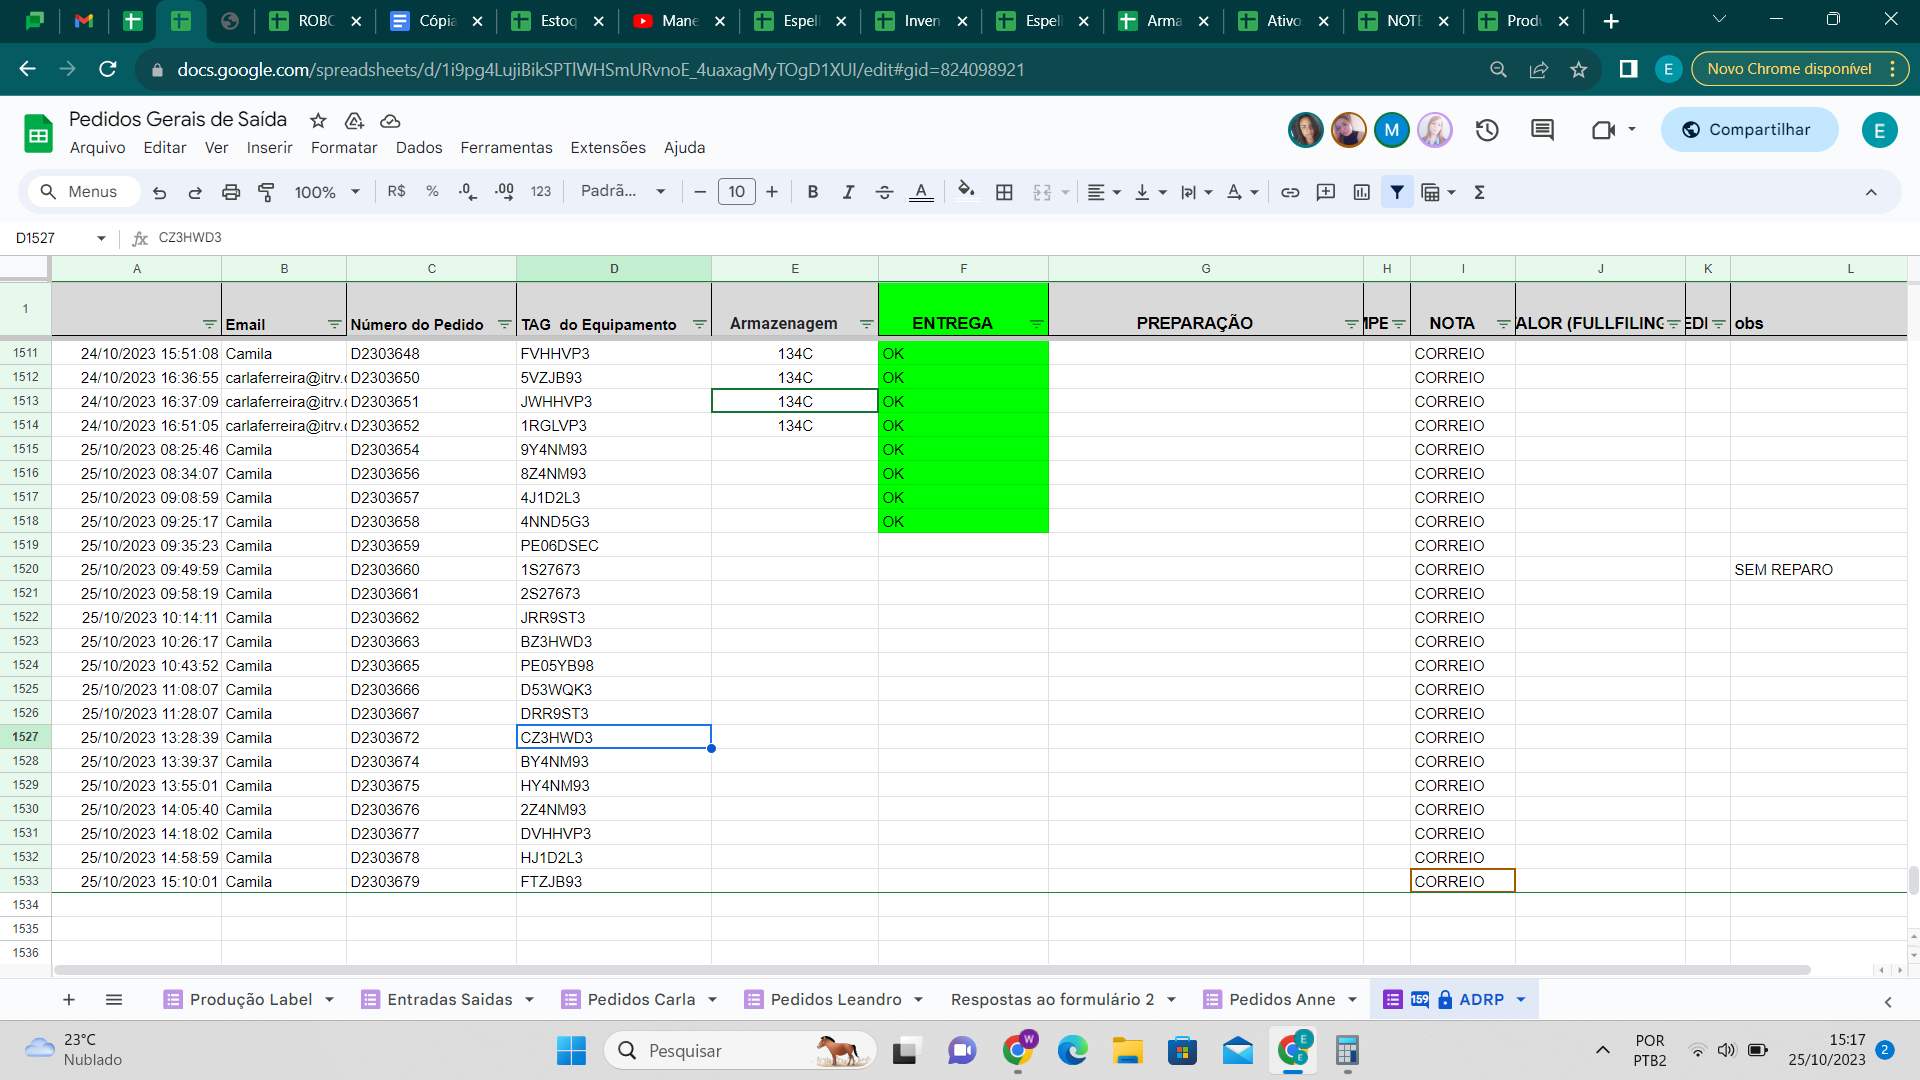 ROBC
Cópia
Estoq
Mane
Espell
Inven
Espell
Arma
Ativo
NOTE
Produ
docs.google.com/spreadsheets/d/1i9pg4LujiBikSPTlWHSmURvnoE_4uaxagMyTOgD1XUI/edit#gid=824098921
E
Novo Chrome disponível
Pedidos Gerais de Saída
M
Compartilhar
E
Arquivo Editar Ver Inserir Formatar Dados Ferramentas Extensões Ajuda
Menus 100% R$ % .0 .00 123 Padrã... 10 B I A
D1527 fx CZ3HWD3
A B C D E F G H I J K L
1 Email Número do Pedido TAG do Equipamento Armazenagem ENTREGA PREPARAÇÃO MPE NOTA ALOR (FULLFILING EDI obs
1511 24/10/2023 15:51:08 Camila D2303648 FVHHVP3 134C OK CORREIO
1512 24/10/2023 16:36:55 carlaferreira@itrv.c D2303650 5VZJB93 134C OK CORREIO
1513 24/10/2023 16:37:09 carlaferreira@itrv.c D2303651 JWHHVP3 134C OK CORREIO
1514 24/10/2023 16:51:05 carlaferreira@itrv.c D2303652 1RGLVP3 134C OK CORREIO
1515 25/10/2023 08:25:46 Camila D2303654 9Y4NM93 OK CORREIO
1516 25/10/2023 08:34:07 Camila D2303656 8Z4NM93 OK CORREIO
1517 25/10/2023 09:08:59 Camila D2303657 4J1D2L3 OK CORREIO
1518 25/10/2023 09:25:17 Camila D2303658 4NND5G3 OK CORREIO
1519 25/10/2023 09:35:23 Camila D2303659 PE06DSEC CORREIO
1520 25/10/2023 09:49:59 Camila D2303660 1S27673 CORREIO SEM REPARO
1521 25/10/2023 09:58:19 Camila D2303661 2S27673 CORREIO
1522 25/10/2023 10:14:11 Camila D2303662 JRR9ST3 CORREIO
1523 25/10/2023 10:26:17 Camila D2303663 BZ3HWD3 CORREIO
1524 25/10/2023 10:43:52 Camila D2303665 PE05YB98 CORREIO
1525 25/10/2023 11:08:07 Camila D2303666 D53WQK3 CORREIO
1526 25/10/2023 11:28:07 Camila D2303667 DRR9ST3 CORREIO
1527 25/10/2023 13:28:39 Camila D2303672 CZ3HWD3 CORREIO
1528 25/10/2023 13:39:37 Camila D2303674 BY4NM93 CORREIO
1529 25/10/2023 13:55:01 Camila D2303675 HY4NM93 CORREIO
1530 25/10/2023 14:05:40 Camila D2303676 2Z4NM93 CORREIO
1531 25/10/2023 14:18:02 Camila D2303677 DVHHVP3 CORREIO
1532 25/10/2023 14:58:59 Camila D2303678 HJ1D2L3 CORREIO
1533 25/10/2023 15:10:01 Camila D2303679 FTZJB93 CORREIO
1534
1535
1536
Produção Label Entradas Saidas Pedidos Carla Pedidos Leandro Respostas ao formulário 2 Pedidos Anne 159 ADRP
23°C
Nublado
Pesquisar
W
E
E
POR
PTB2
15:17
25/10/2023
2